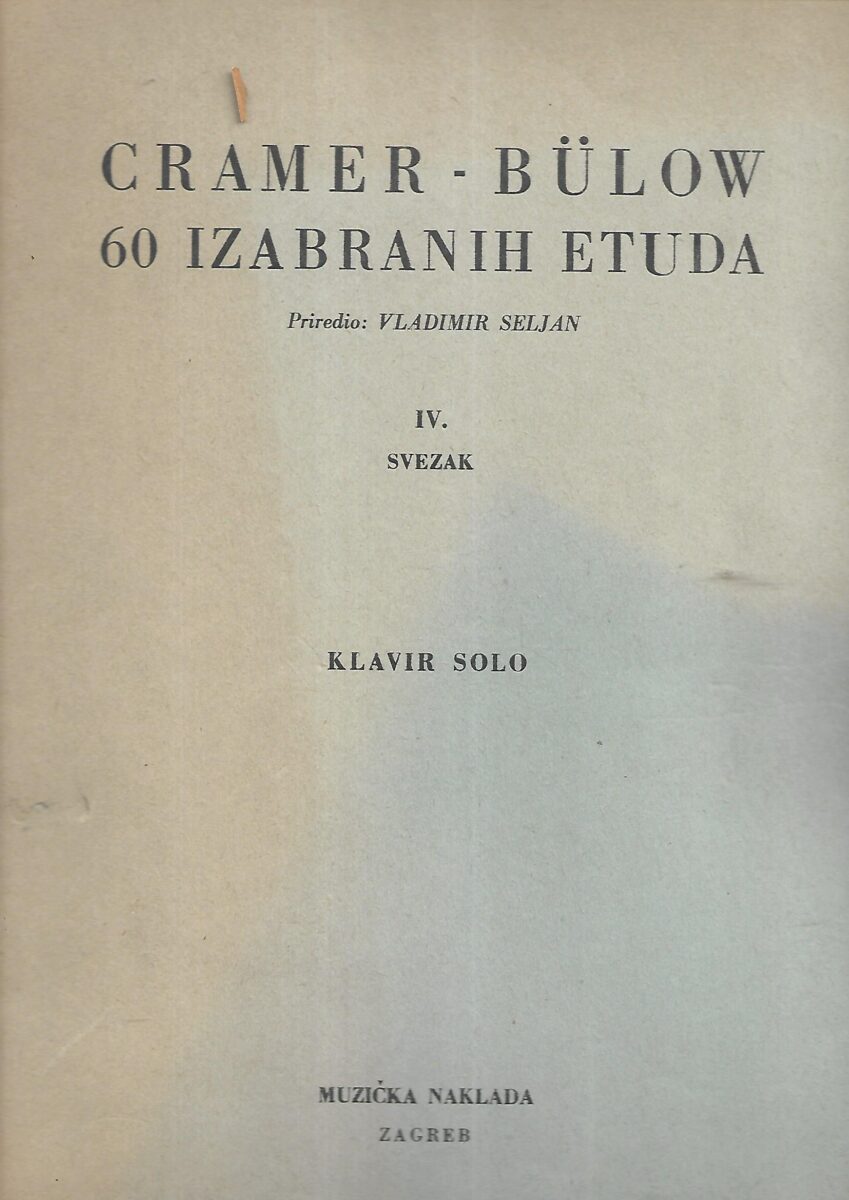 CRAMER - BÜLOW
60 IZABRANIH ETUDA
Priredio: VLADIMIR SELJAN
IV.
SVEZAK
KLAVIR SOLO
MUZIČKA NAKLADA
ZAGREB